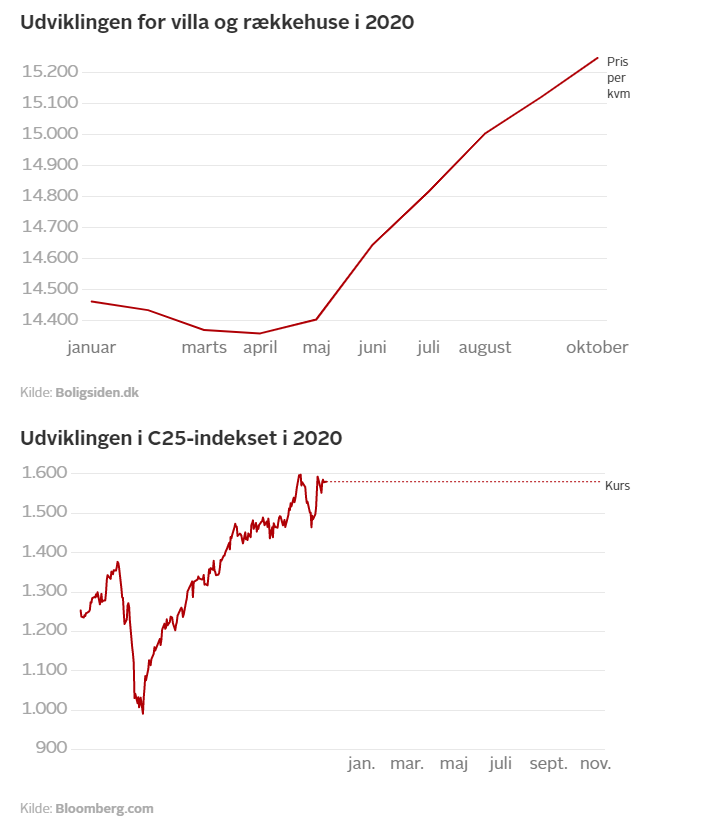 Udviklingen for villa og rækkehuse i 2020
15.200
15.100
15.000
14.900
14.800
14.700
14.600
14.500
14.400
Pris
per
kvm
januar marts april maj juni juli august oktober
Kilde: Boligsiden.dk
Udviklingen i C25-indekset i 2020
1.600
1.500
1.400
1.300
1.200
1.100
1.000
900
Kurs
jan. mar. maj juli sept. nov.
Kilde: Bloomberg.com